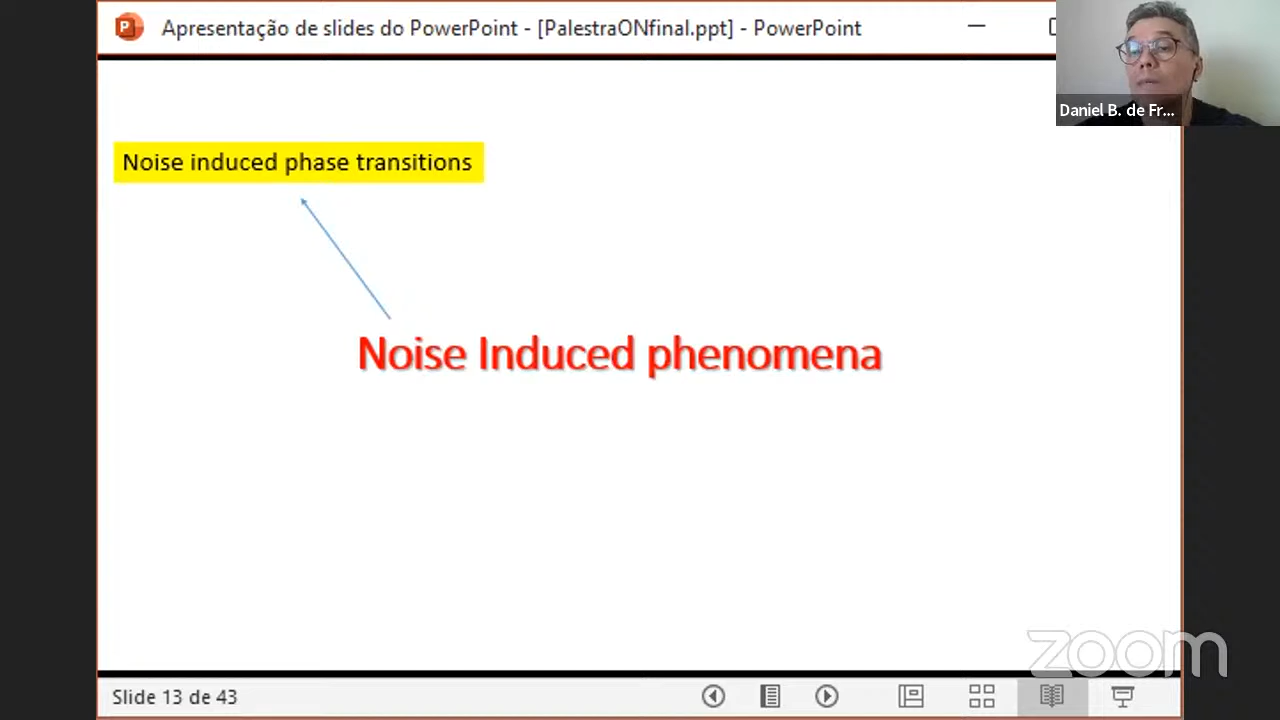 Apresentação de slides do PowerPoint - [PalestraONfinal.ppt] - PowerPoint
Daniel B. de Fr...
Noise induced phase transitions
Noise Induced phenomena
zoom
Slide 13 de 43